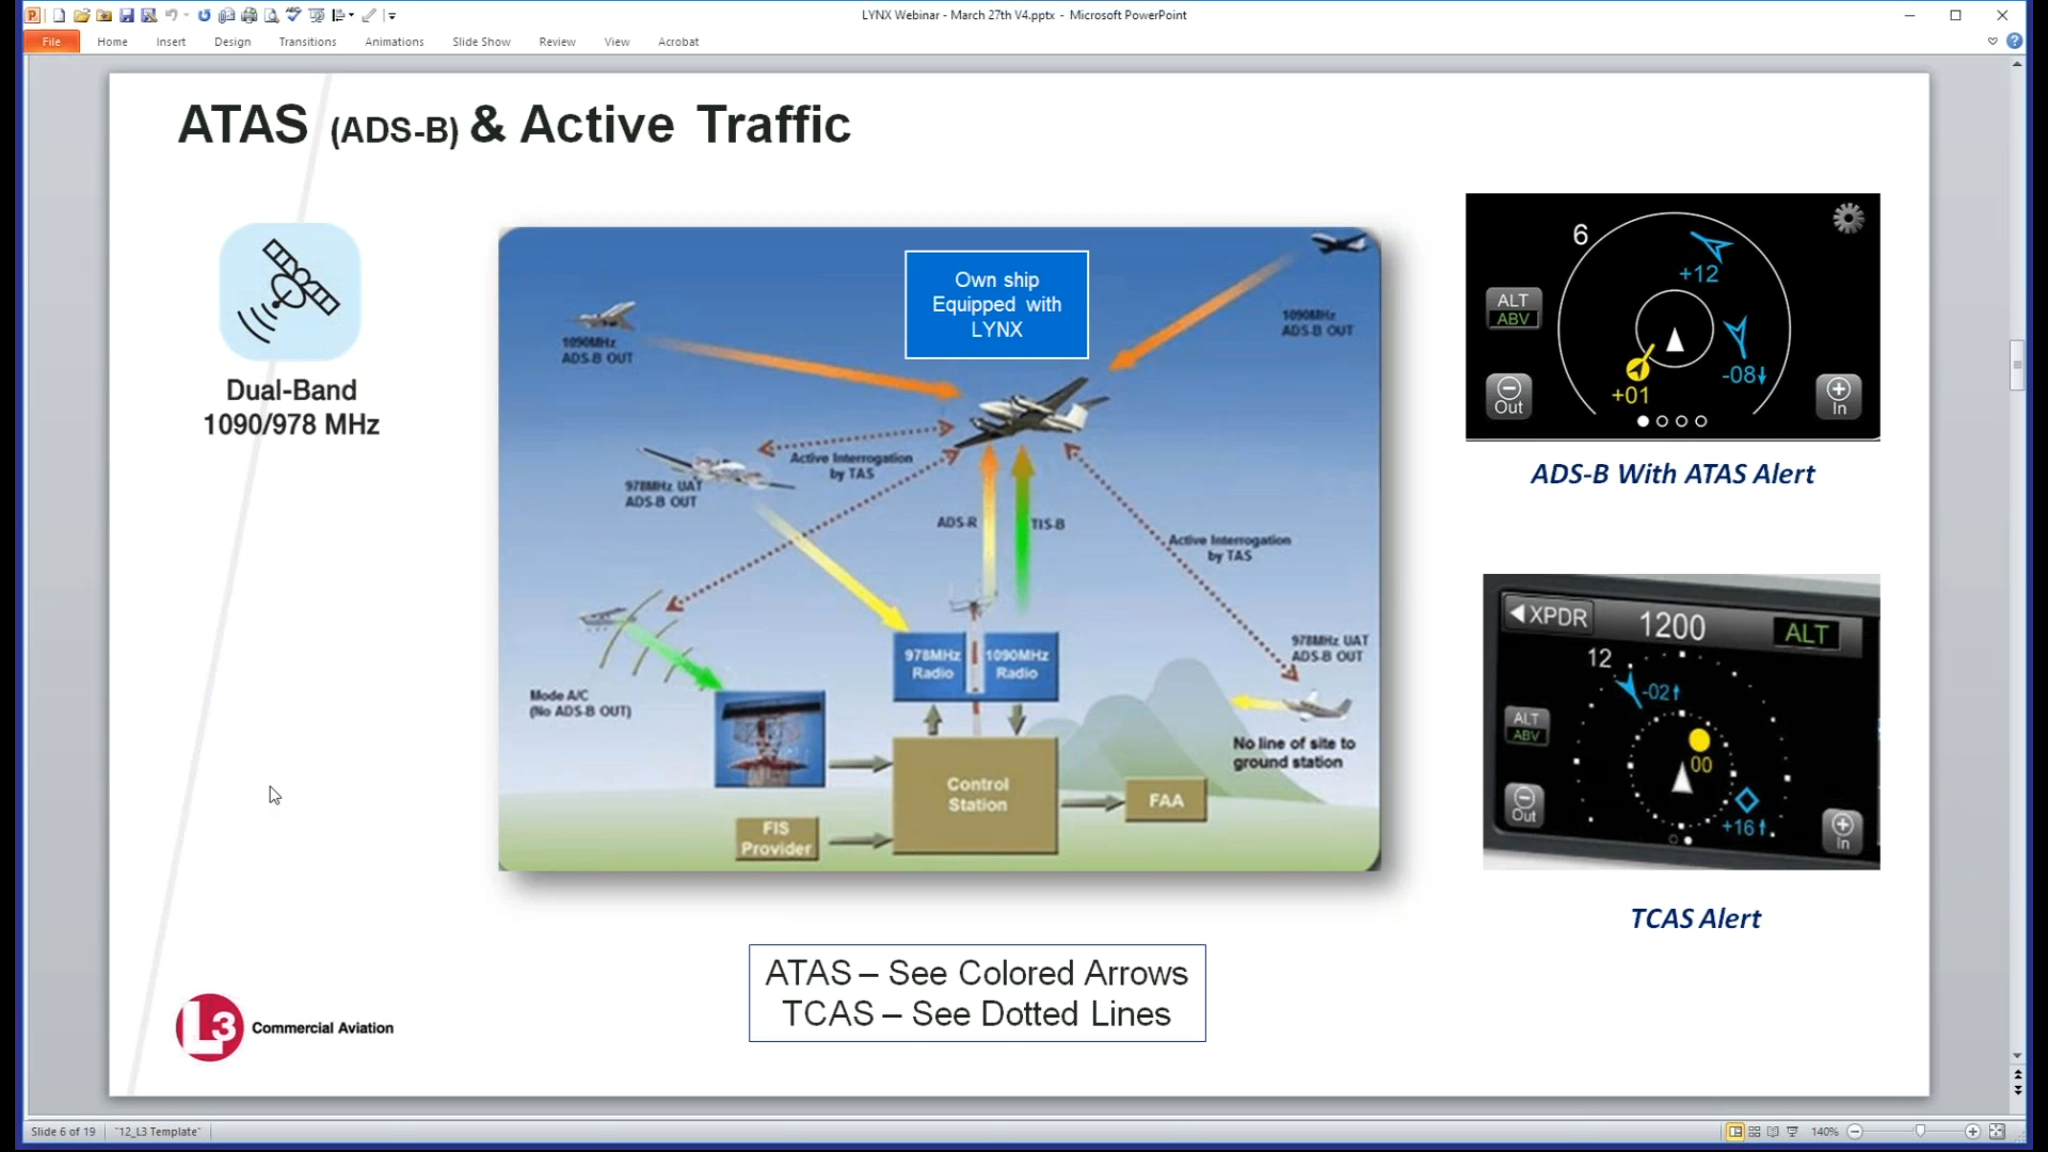 LYNX Webinar - March 27th V4.pptx - Microsoft PowerPoint
File Home Insert Design Transitions Animations Slide Show Review View Acrobat
ATAS (ADS-B) & Active Traffic
Dual-Band
1090/978 MHz
Own ship
Equipped with
LYNX
1090MHz
ADS-B OUT
1090MHz
ADS-B OUT
978MHz UAT
ADS-B OUT
Active Interrogation
by TAS
ADS-R
TIS-B
Active Interrogation
by TAS
Mode A/C
(No ADS-B OUT)
978MHz
Radio
1090MHz
Radio
978MHz UAT
ADS-B OUT
No line of site to
ground station
Control
Station
FAA
FIS
Provider
6
+12
ALT
ABV
-08↓
+01
Out
In
ADS-B With ATAS Alert
XPDR
1200
ALT
12
-02↑
ALT
ABV
00
+16↑
Out
In
TCAS Alert
ATAS – See Colored Arrows
TCAS – See Dotted Lines
L3 Commercial Aviation
Slide 6 of 19
"12_L3 Template"
140%